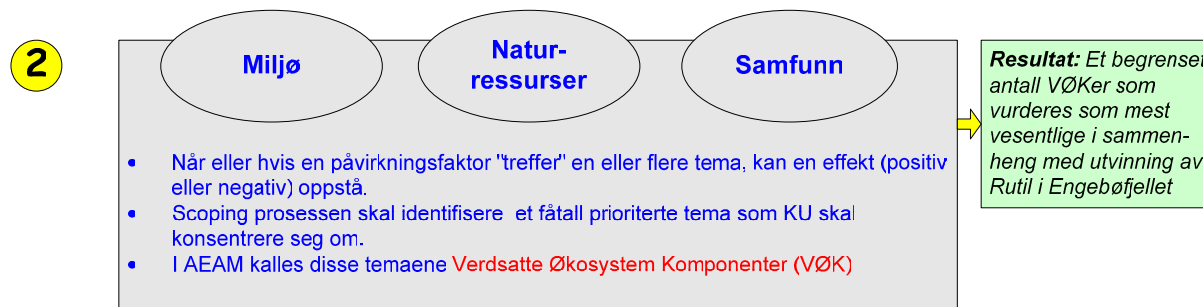 2
Miljø
Natur-
ressurser
Samfunn
• Når eller hvis en påvirkningsfaktor "treffer" en eller flere tema, kan en effekt (positiv
eller negativ) oppstå.
• Scoping prosessen skal identifisere et fåtall prioriterte tema som KU skal
konsentrere seg om.
• I AEAM kalles disse temaene Verdsatte Økosystem Komponenter (VØK)
Resultat: Et begrenset
antall VØKer som
vurderes som mest
vesentlige i sammen-
heng med utvinning av
Rutil i Engebøfjellet